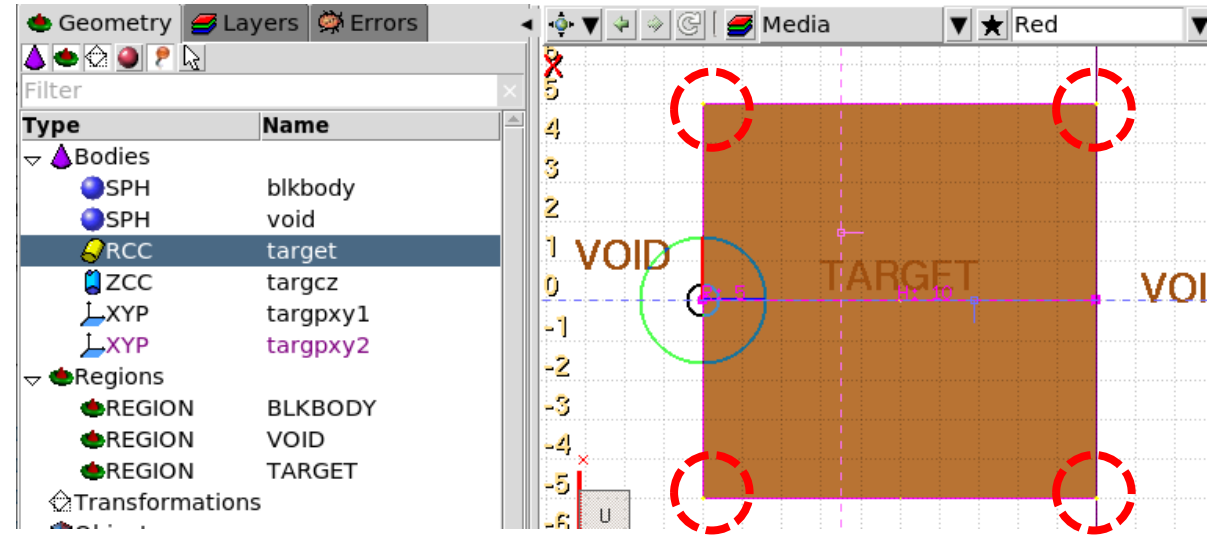 Geometry Layers Errors
Media Red
Filter
Type Name
Bodies
SPH blkbody
SPH void
RCC target
ZCC targcz
XYP targpxy1
XYP targpxy2
Regions
REGION BLKBODY
REGION VOID
REGION TARGET
Transformations
X
5
4
3
2
1
0
-1
-2
-3
-4
-5
-6
VOID
TARGET
VOI
H: 10
U